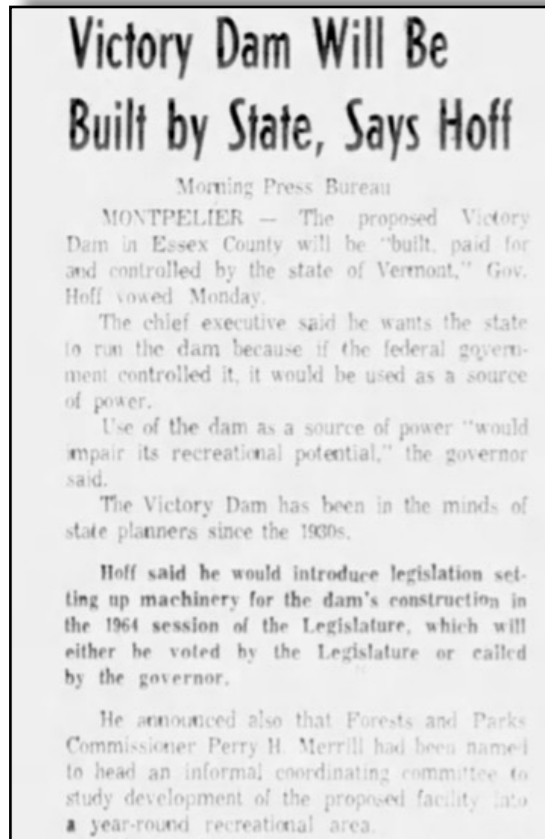 Victory Dam Will Be
Built by State, Says Hoff
Morning Press Bureau
MONTPELIER — The proposed Victory
Dam in Essex County will be "built, paid for
and controlled by the state of Vermont," Gov.
Hoff vowed Monday.
The chief executive said he wants the state
to run the dam because if the federal govern-
ment controlled it, it would be used as a source
of power.
Use of the dam as a source of power "would
impair its recreational potential," the governor
said.
The Victory Dam has been in the minds of
state planners since the 1930s.
Hoff said he would introduce legislation set-
ting up machinery for the dam's construction in
the 1964 session of the Legislature, which will
either be voted by the Legislature or called
by the governor.
He announced also that Forests and Parks
Commissioner Perry H. Merrill had been named
to head an informal coordinating committee to
study development of the proposed facility into
a year-round recreational area.